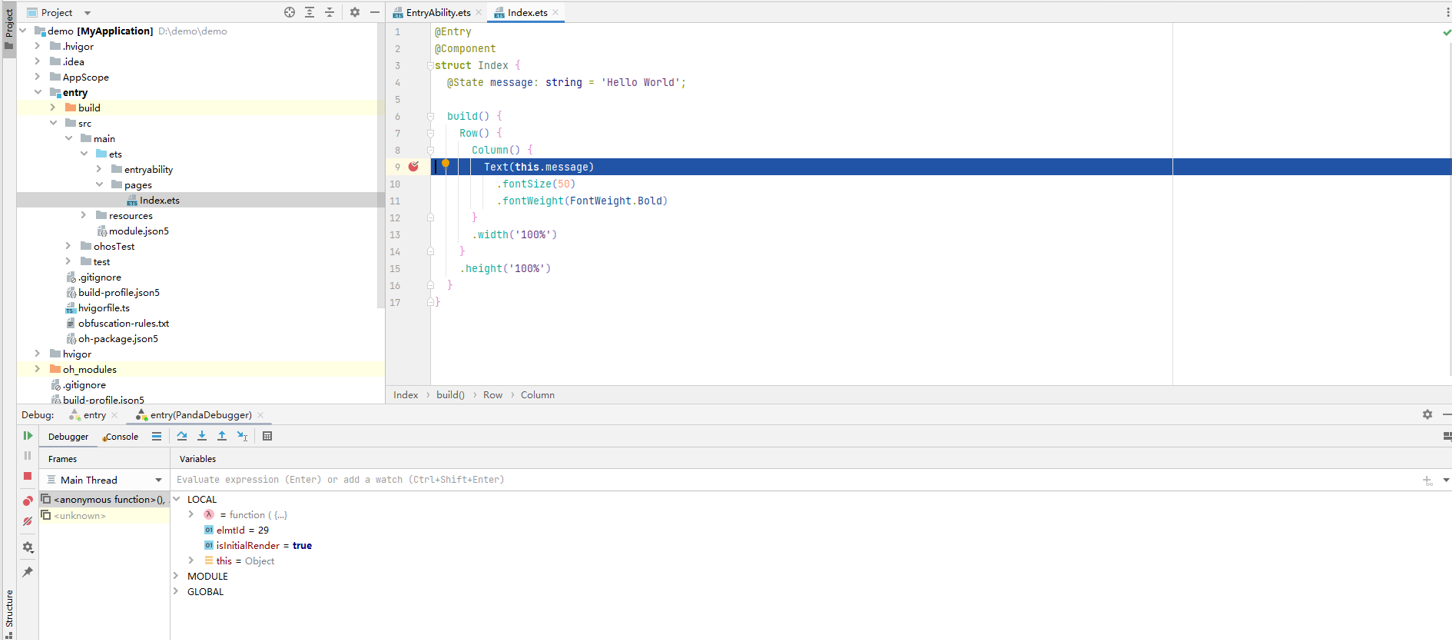 Project
Project
demo [MyApplication] D:\demo\demo
.hvigor
.idea
AppScope
entry
build
src
main
ets
entryability
pages
Index.ets
resources
module.json5
ohosTest
test
.gitignore
build-profile.json5
hvigorfile.ts
obfuscation-rules.txt
oh-package.json5
hvigor
oh_modules
.gitignore
build-profile.json5
EntryAbility.ets
Index.ets
1 @Entry
2 @Component
3 struct Index {
4 @State message: string = 'Hello World';
5
6 build() {
7 Row() {
8 Column() {
9 Text(this.message)
10 .fontSize(50)
11 .fontWeight(FontWeight.Bold)
12 }
13 .width('100%')
14 }
15 .height('100%')
16 }
17 }
Index › build() › Row › Column
Debug: entry entry(PandaDebugger)
Debugger Console
Frames
Variables
Main Thread
Evaluate expression (Enter) or add a watch (Ctrl+Shift+Enter)
<anonymous function>(),
<unknown>
LOCAL
λ = function ( {...}
01 elmtId = 29
01 isInitialRender = true
this = Object
MODULE
GLOBAL
Structure